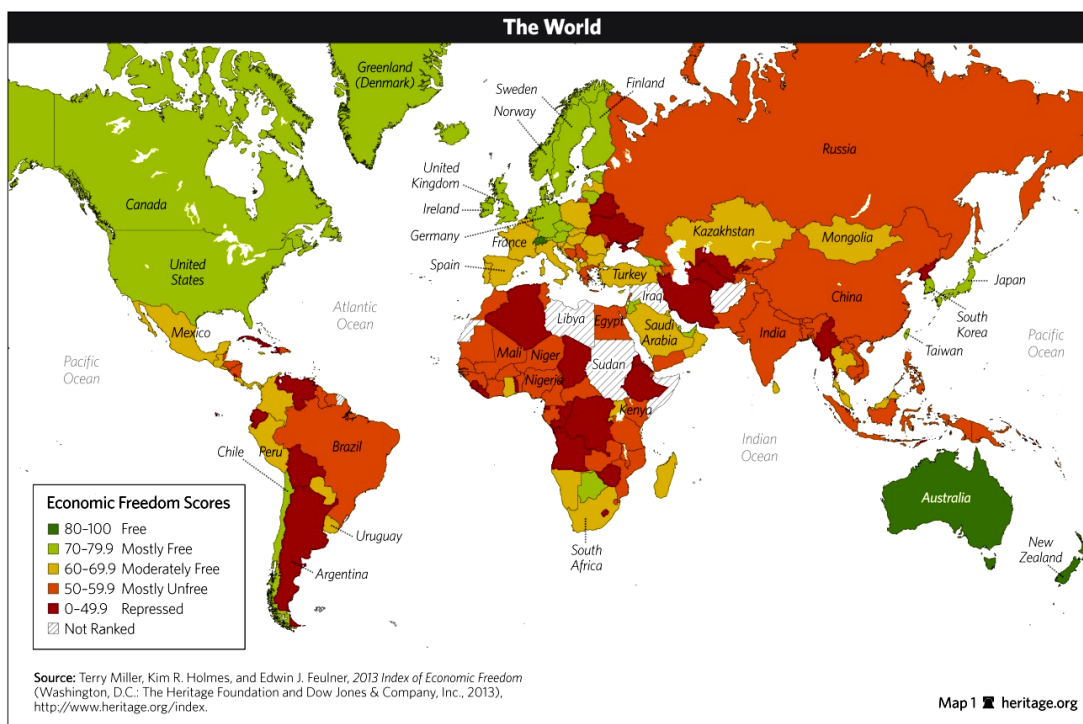 The World
Greenland
(Denmark)
Sweden
Norway
Finland
Russia
United
Kingdom
Canada
Ireland
Germany
France
Kazakhstan
Mongolia
United
States
Spain
Turkey
Japan
Atlantic
Ocean
Iraq
China
South
Korea
Mexico
Libya
Egypt
Saudi
Arabia
India
Pacific
Ocean
Taiwan
Pacific
Ocean
Mali
Niger
Sudan
Nigeria
Kenya
Indian
Ocean
Chile
Peru
Brazil
Australia
New
Zealand
Uruguay
South
Africa
Argentina
Economic Freedom Scores
80–100 Free
70–79.9 Mostly Free
60–69.9 Moderately Free
50–59.9 Mostly Unfree
0–49.9 Repressed
Not Ranked
Source: Terry Miller, Kim R. Holmes, and Edwin J. Feulner, 2013 Index of Economic Freedom
(Washington, D.C.: The Heritage Foundation and Dow Jones & Company, Inc., 2013),
http://www.heritage.org/index.
Map 1 heritage.org